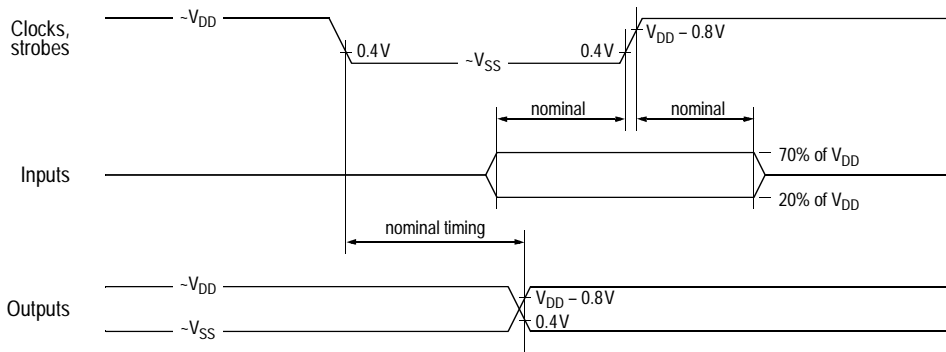 ~VDD
Clocks,
strobes
0.4V
~VSS
0.4V
VDD – 0.8V
nominal
nominal
Inputs
70% of VDD
20% of VDD
nominal timing
~VDD
Outputs
~VSS
VDD – 0.8V
0.4V